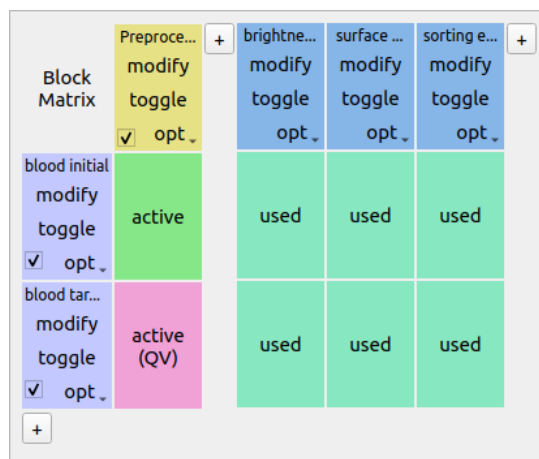 Block
Matrix
Preproce...
modify
toggle
opt
+
brightne...
modify
toggle
opt
surface ...
modify
toggle
opt
sorting e...
modify
toggle
opt
+
blood initial
modify
toggle
opt
active
used
used
used
blood tar...
modify
toggle
opt
active
(QV)
used
used
used
+